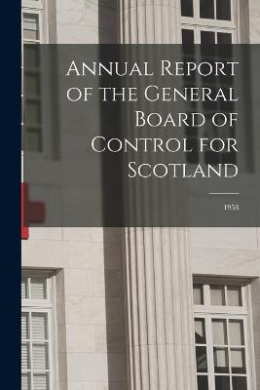 Annual Report
of the General
Board of
Control for
Scotland
1958